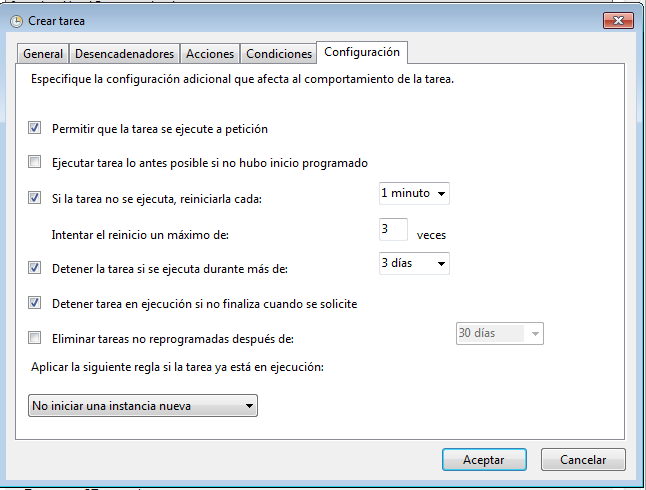 Crear tarea
General Desencadenadores Acciones Condiciones Configuración
Especifique la configuración adicional que afecta al comportamiento de la tarea.
Permitir que la tarea se ejecute a petición
Ejecutar tarea lo antes posible si no hubo inicio programado
Si la tarea no se ejecuta, reiniciarla cada: 1 minuto
Intentar el reinicio un máximo de: 3 veces
Detener la tarea si se ejecuta durante más de: 3 días
Detener tarea en ejecución si no finaliza cuando se solicite
Eliminar tareas no reprogramadas después de: 30 días
Aplicar la siguiente regla si la tarea ya está en ejecución:
No iniciar una instancia nueva
Aceptar Cancelar